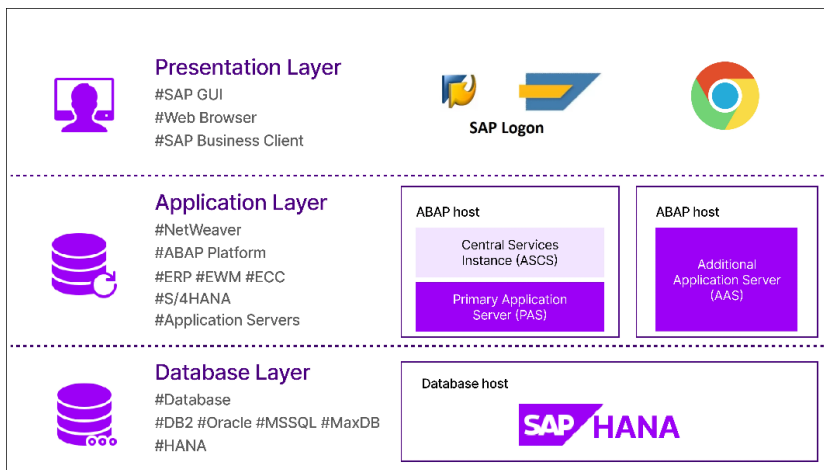 Presentation Layer
#SAP GUI
#Web Browser
#SAP Business Client
SAP Logon
Application Layer
#NetWeaver
#ABAP Platform
#ERP #EWM #ECC
#S/4HANA
#Application Servers
ABAP host
Central Services
Instance (ASCS)
Primary Application
Server (PAS)
ABAP host
Additional
Application Server
(AAS)
Database Layer
#Database
#DB2 #Oracle #MSSQL #MaxDB
#HANA
Database host
SAP HANA